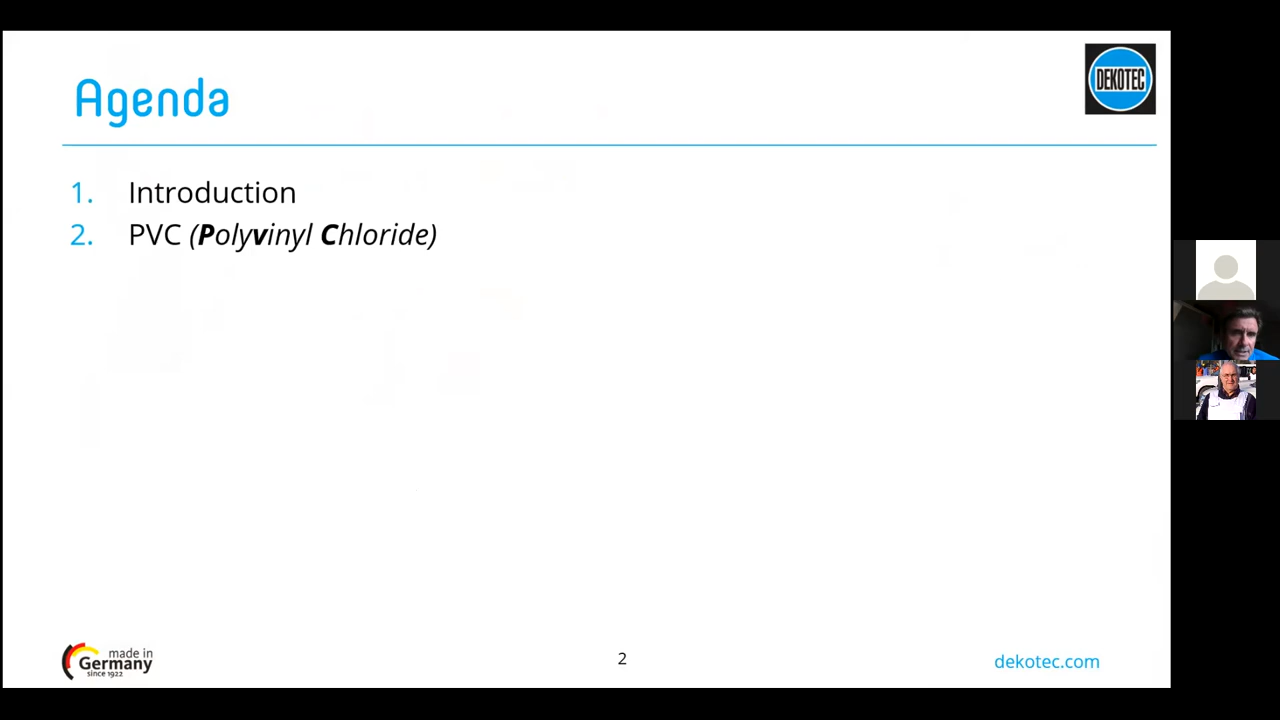 Agenda
DEKOTEC
1. Introduction
2. PVC (Polyvinyl Chloride)
made in
Germany
since 1922
2
dekotec.com